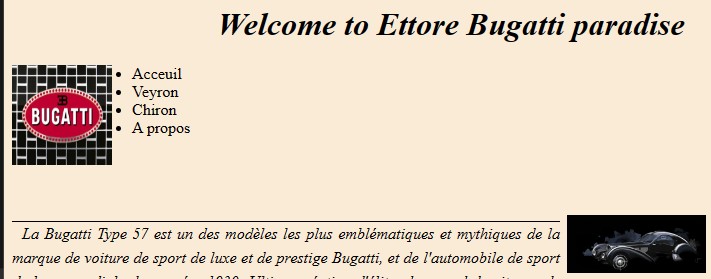 Welcome to Ettore Bugatti paradise
BUGATTI
Acceuil
Veyron
Chiron
A propos
La Bugatti Type 57 est un des modèles les plus emblématiques et mythiques de la
marque de voiture de sport de luxe et de prestige Bugatti, et de l'automobile de sport